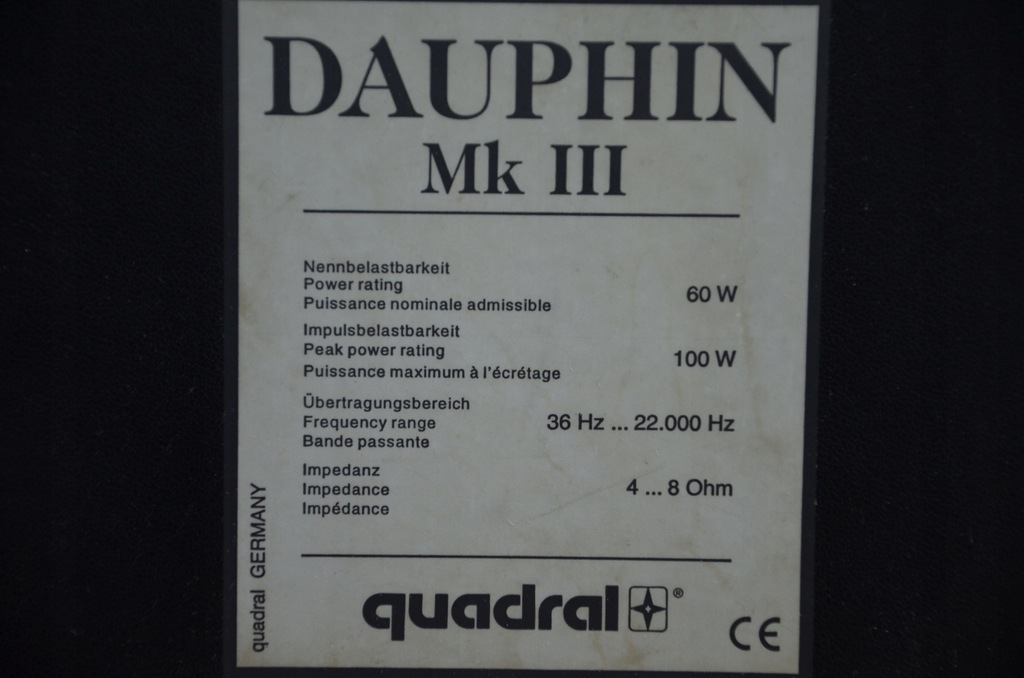 DAUPHIN
Mk III
Nennbelastbarkeit
Power rating
Puissance nominale admissible
60 W
Impulsbelastbarkeit
Peak power rating
Puissance maximum à l'écrétage
100 W
Übertragungsbereich
Frequency range
Bande passante
36 Hz ... 22.000 Hz
Impedanz
Impedance
Impédance
4 ... 8 Ohm
quadral GERMANY
quadral®
CE